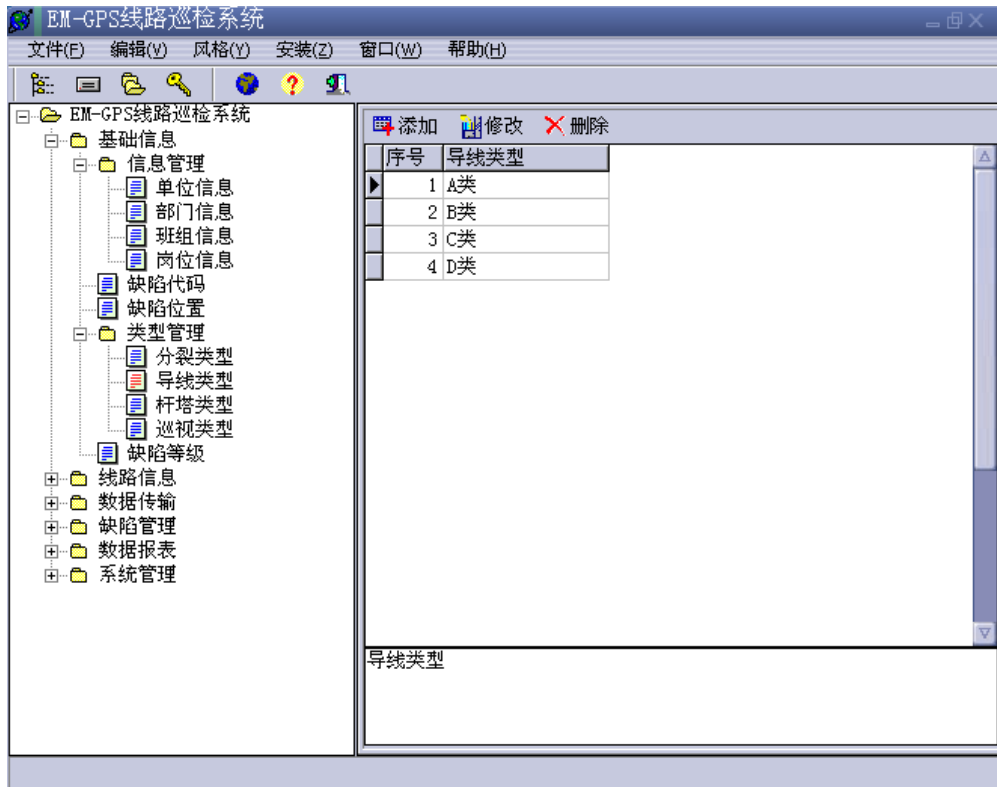 EM-GPS线路巡检系统
文件(F) 编辑(V) 风格(Y) 安装(Z) 窗口(W) 帮助(H)
EM-GPS线路巡检系统
基础信息
信息管理
单位信息
部门信息
班组信息
岗位信息
缺陷代码
缺陷位置
类型管理
分裂类型
导线类型
杆塔类型
巡视类型
缺陷等级
线路信息
数据传输
缺陷管理
数据报表
系统管理
添加 修改 删除
序号 导线类型
1 A类
2 B类
3 C类
4 D类
导线类型